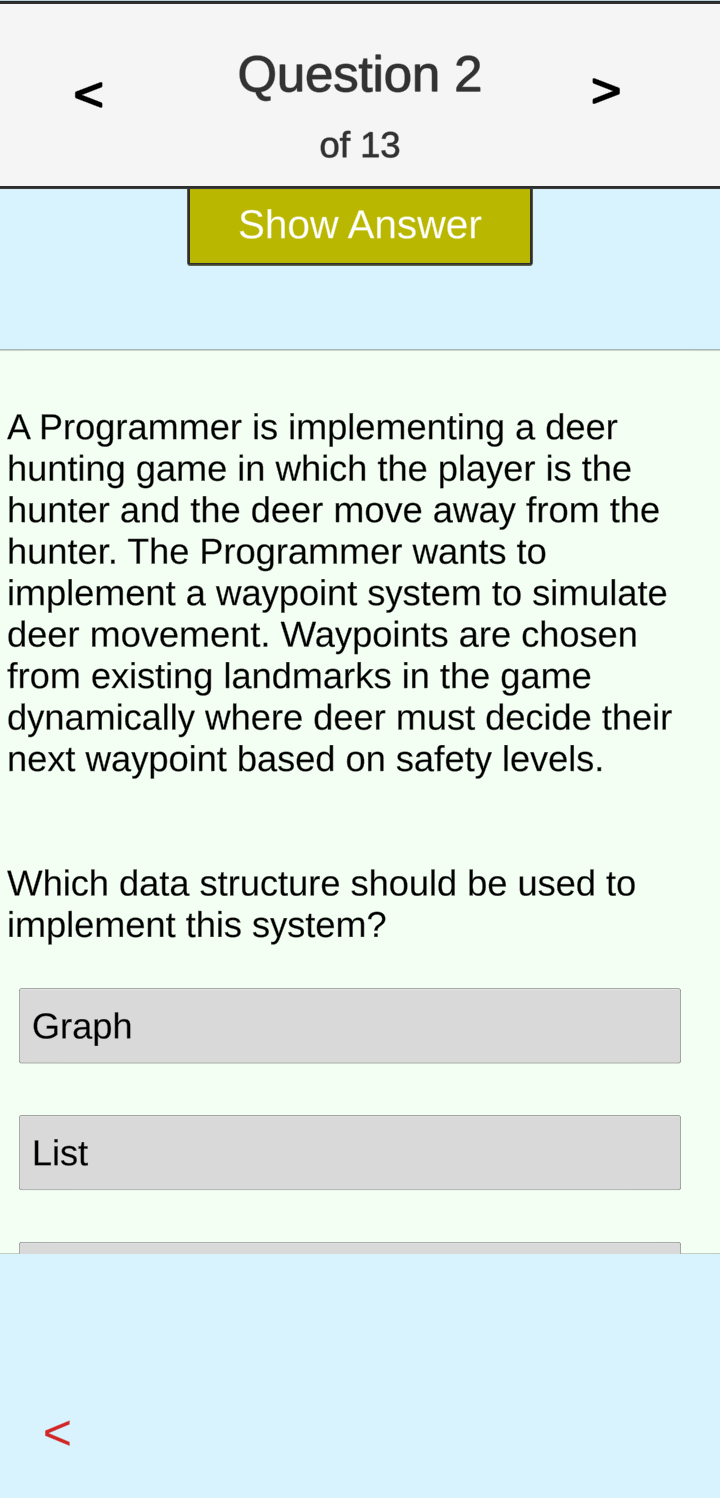 < Question 2 >
of 13
Show Answer
A Programmer is implementing a deer
hunting game in which the player is the
hunter and the deer move away from the
hunter. The Programmer wants to
implement a waypoint system to simulate
deer movement. Waypoints are chosen
from existing landmarks in the game
dynamically where deer must decide their
next waypoint based on safety levels.
Which data structure should be used to
implement this system?
Graph
List
<